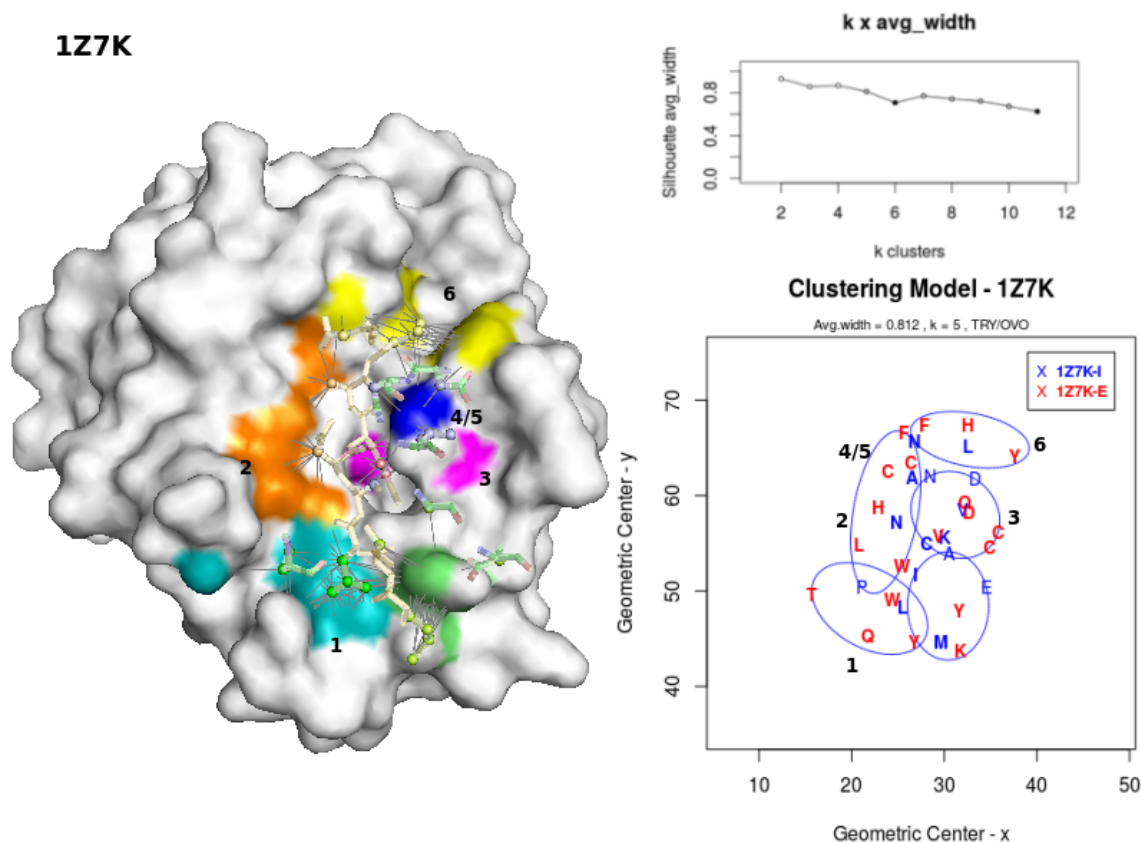 1Z7K
6
4/5
2
3
1
k x avg_width
Silhouette avg_width
0.8
0.4
0.0
2 4 6 8 10 12
k clusters
Clustering Model - 1Z7K
Avg.width = 0.812 , k = 5 , TRY/OVO
X 1Z7K-I
X 1Z7K-E
Geometric Center - y
70
60
50
40
F F H
N L Y
4/5 6
C C A N D
H N
2 3
L V K C
C C A
W I
T P W L E
Q Y M Y K
1
10 20 30 40 50
Geometric Center - x